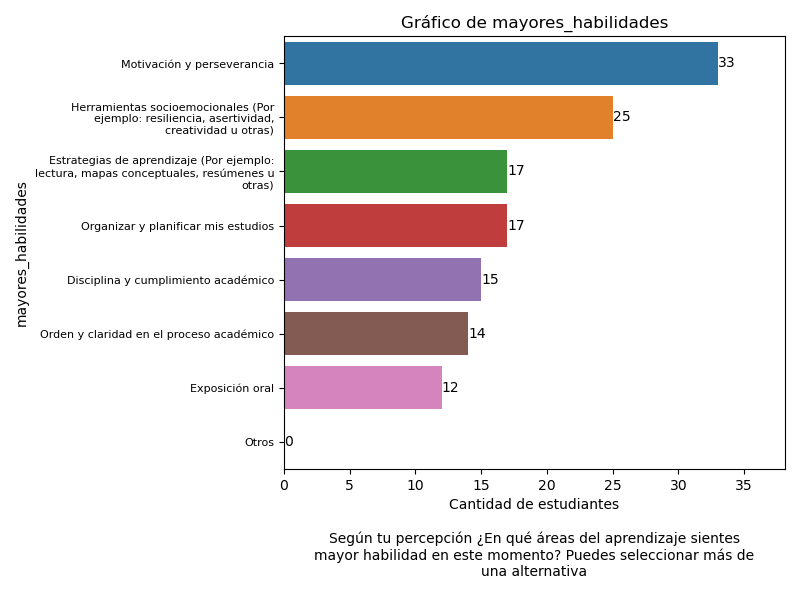 Gráfico de mayores_habilidades
mayores_habilidades
Motivación y perseverancia
33
Herramientas socioemocionales (Por
ejemplo: resiliencia, asertividad,
creatividad u otras)
25
Estrategias de aprendizaje (Por ejemplo:
lectura, mapas conceptuales, resúmenes u
otras)
17
Organizar y planificar mis estudios
17
Disciplina y cumplimiento académico
15
Orden y claridad en el proceso académico
14
Exposición oral
12
Otros
0
0 5 10 15 20 25 30 35
Cantidad de estudiantes
Según tu percepción ¿En qué áreas del aprendizaje sientes
mayor habilidad en este momento? Puedes seleccionar más de
una alternativa